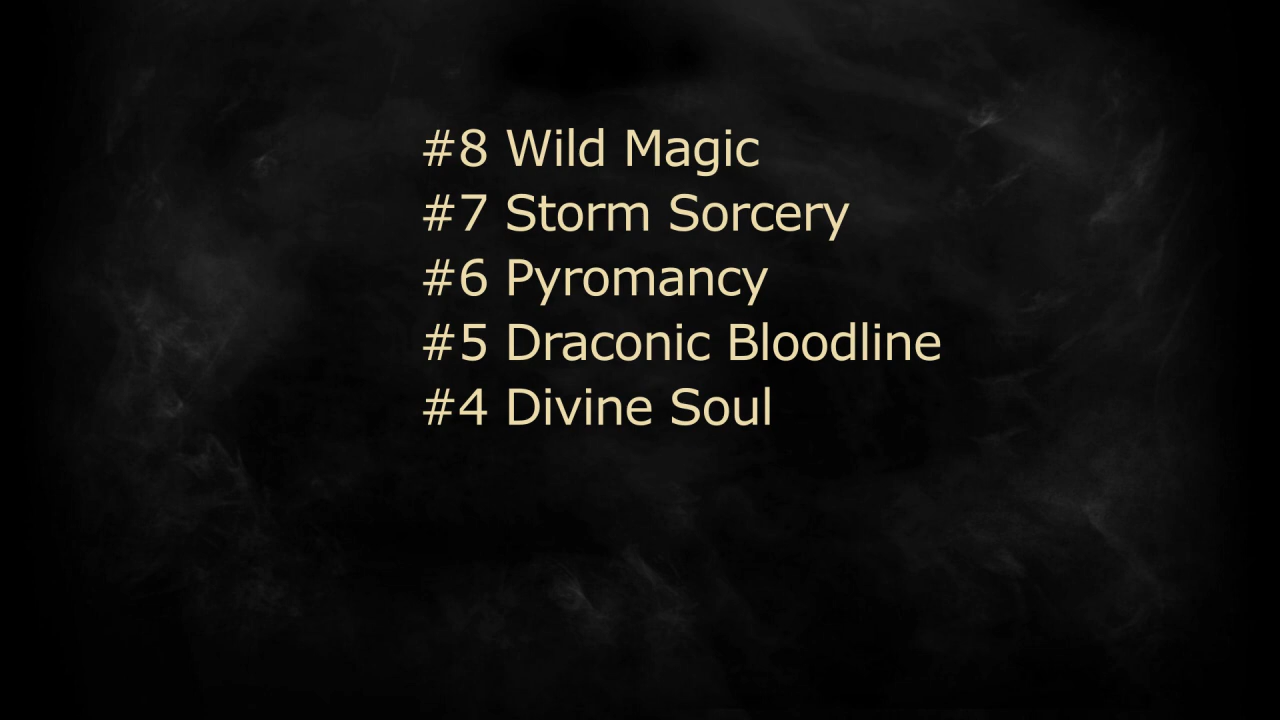 #8 Wild Magic
#7 Storm Sorcery
#6 Pyromancy
#5 Draconic Bloodline
#4 Divine Soul